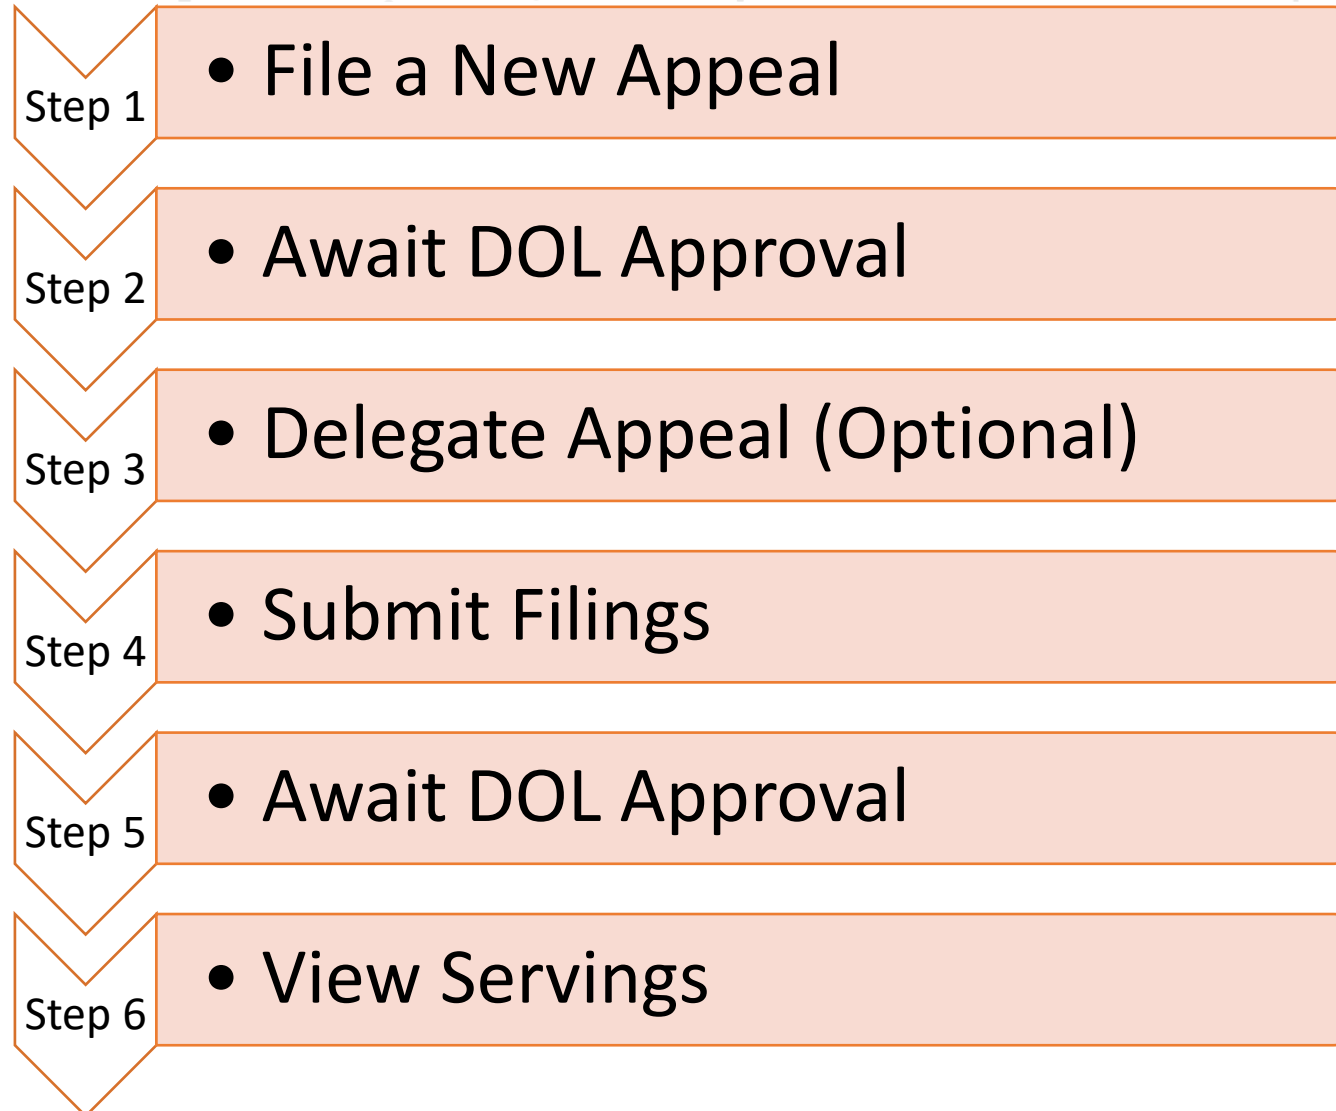 Step 1
• File a New Appeal
Step 2
• Await DOL Approval
Step 3
• Delegate Appeal (Optional)
Step 4
• Submit Filings
Step 5
• Await DOL Approval
Step 6
• View Servings